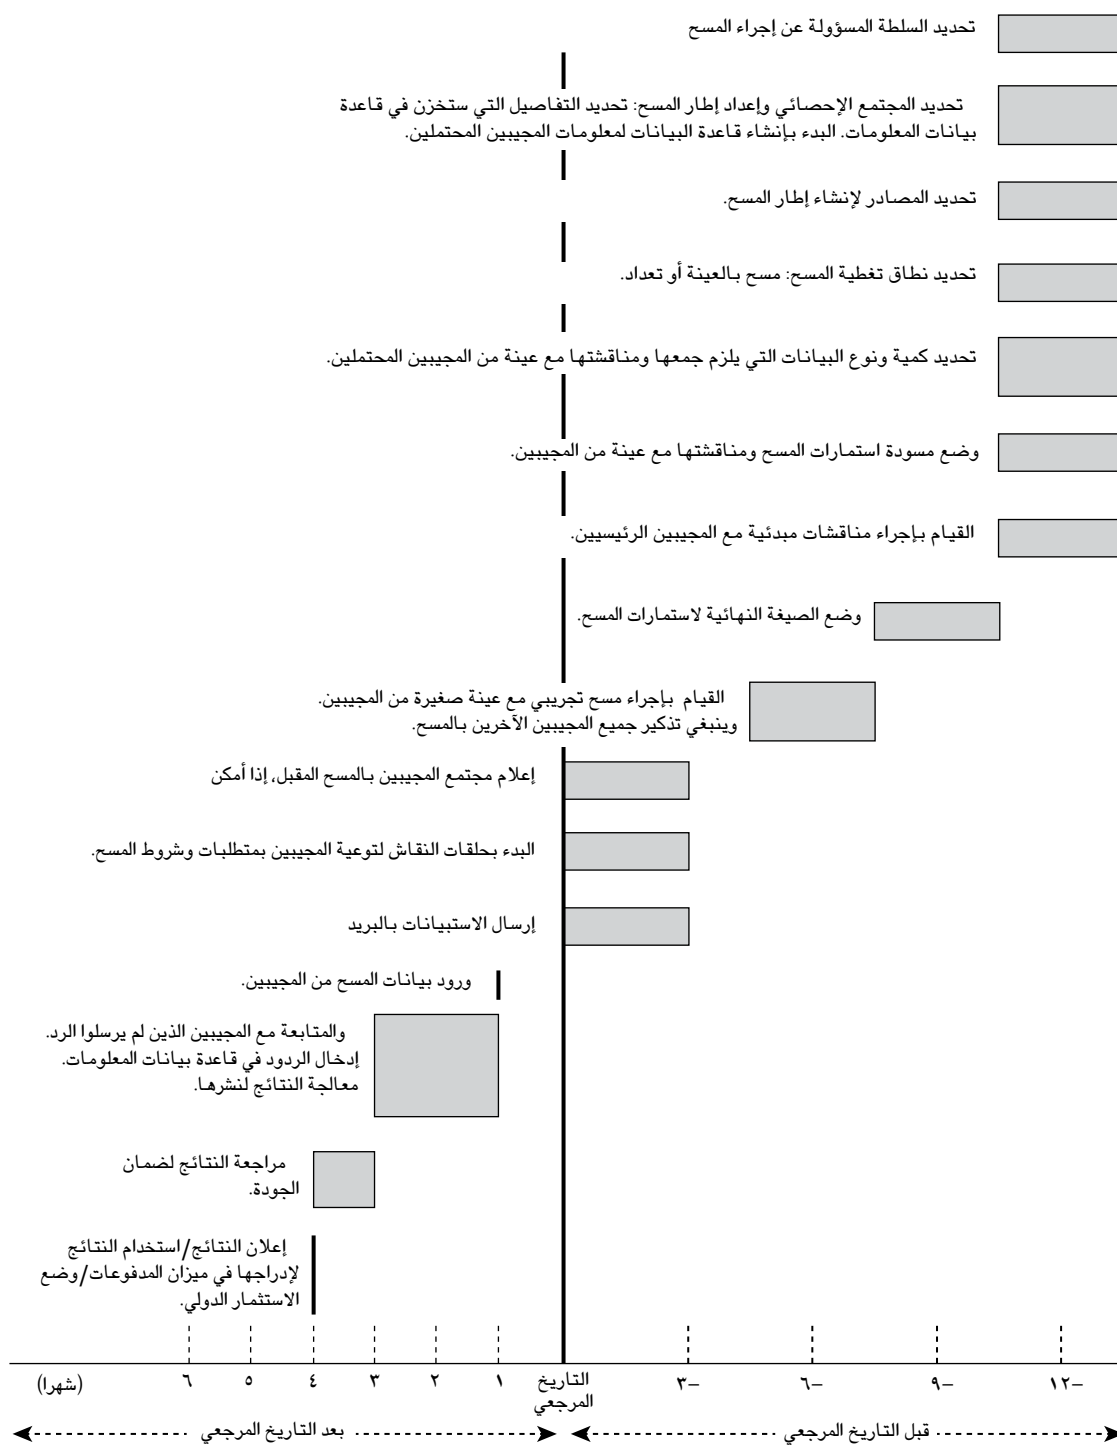 تحديد السلطة المسؤولة عن إجراء المسح
تحديد المجتمع الإحصائي وإعداد إطار المسح: تحديد التفاصيل التي ستخزن في قاعدة
بيانات المعلومات. البدء بإنشاء قاعدة البيانات لمعلومات المجيبين المحتملين.
تحديد المصادر لإنشاء إطار المسح.
تحديد نطاق تغطية المسح: مسح بالعينة أو تعداد.
تحديد كمية ونوع البيانات التي يلزم جمعها ومناقشتها مع عينة من المجيبين المحتملين.
وضع مسودة استمارات المسح ومناقشتها مع عينة من المجيبين.
القيام بإجراء مناقشات مبدئية مع المجيبين الرئيسيين.
وضع الصيغة النهائية لاستمارات المسح.
القيام بإجراء مسح تجريبي مع عينة صغيرة من المجيبين.
وينبغي تذكير جميع المجيبين الآخرين بالمسح.
إعلام مجتمع المجيبين بالمسح المقبل، إذا أمكن
البدء بحلقات النقاش لتوعية المجيبين بمتطلبات وشروط المسح.
إرسال الاستبيانات بالبريد
ورود بيانات المسح من المجيبين.
والمتابعة مع المجيبين الذين لم يرسلوا الرد.
إدخال الردود في قاعدة بيانات المعلومات.
معالجة النتائج لنشرها.
مراجعة النتائج لضمان
الجودة.
إعلان النتائج/استخدام النتائج
لإدراجها في ميزان المدفوعات/وضع
الاستثمار الدولي.
١٢– ٩– ٦– ٣– التاريخ المرجعي ١ ٢ ٣ ٤ ٥ ٦ (شهرا)
قبل التاريخ المرجعي بعد التاريخ المرجعي